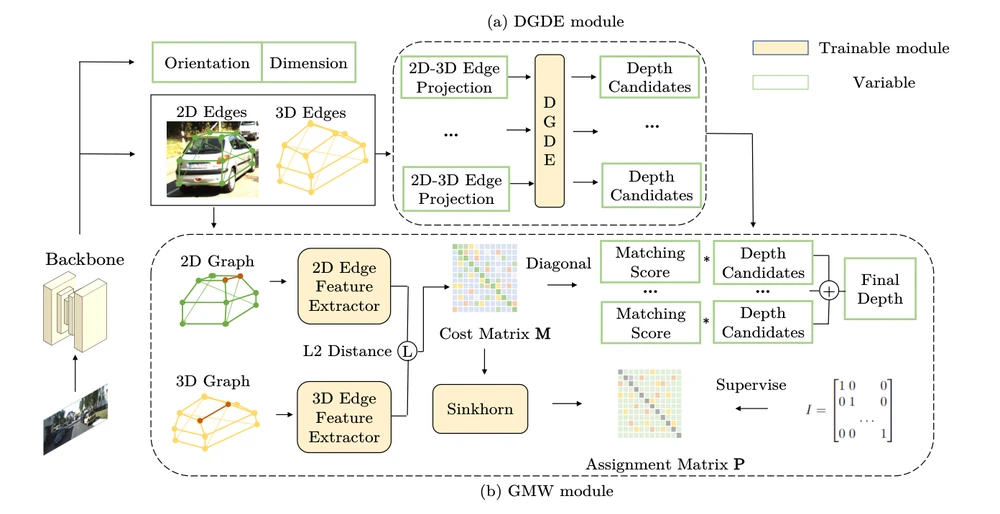 (a) DGDE module
Trainable module
Variable
Orientation
Dimension
2D Edges
3D Edges
2D-3D Edge
Projection
...
2D-3D Edge
Projection
D
G
D
E
Depth
Candidates
...
Depth
Candidates
Backbone
2D Graph
2D Edge
Feature
Extractor
L2 Distance
L
3D Graph
3D Edge
Feature
Extractor
Cost Matrix M
Sinkhorn
Diagonal
Matching
Score
*
Depth
Candidates
...
...
Matching
Score
*
Depth
Candidates
+
Final
Depth
Assignment Matrix P
Supervise
I =
1 0 0
0 1 0
...
0 0 1
(b) GMW module